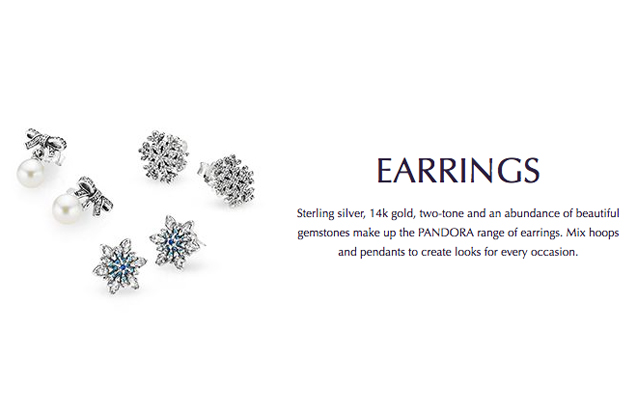 EARRINGS
Sterling silver, 14k gold, two-tone and an abundance of beautiful
gemstones make up the PANDORA range of earrings. Mix hoops
and pendants to create looks for every occasion.